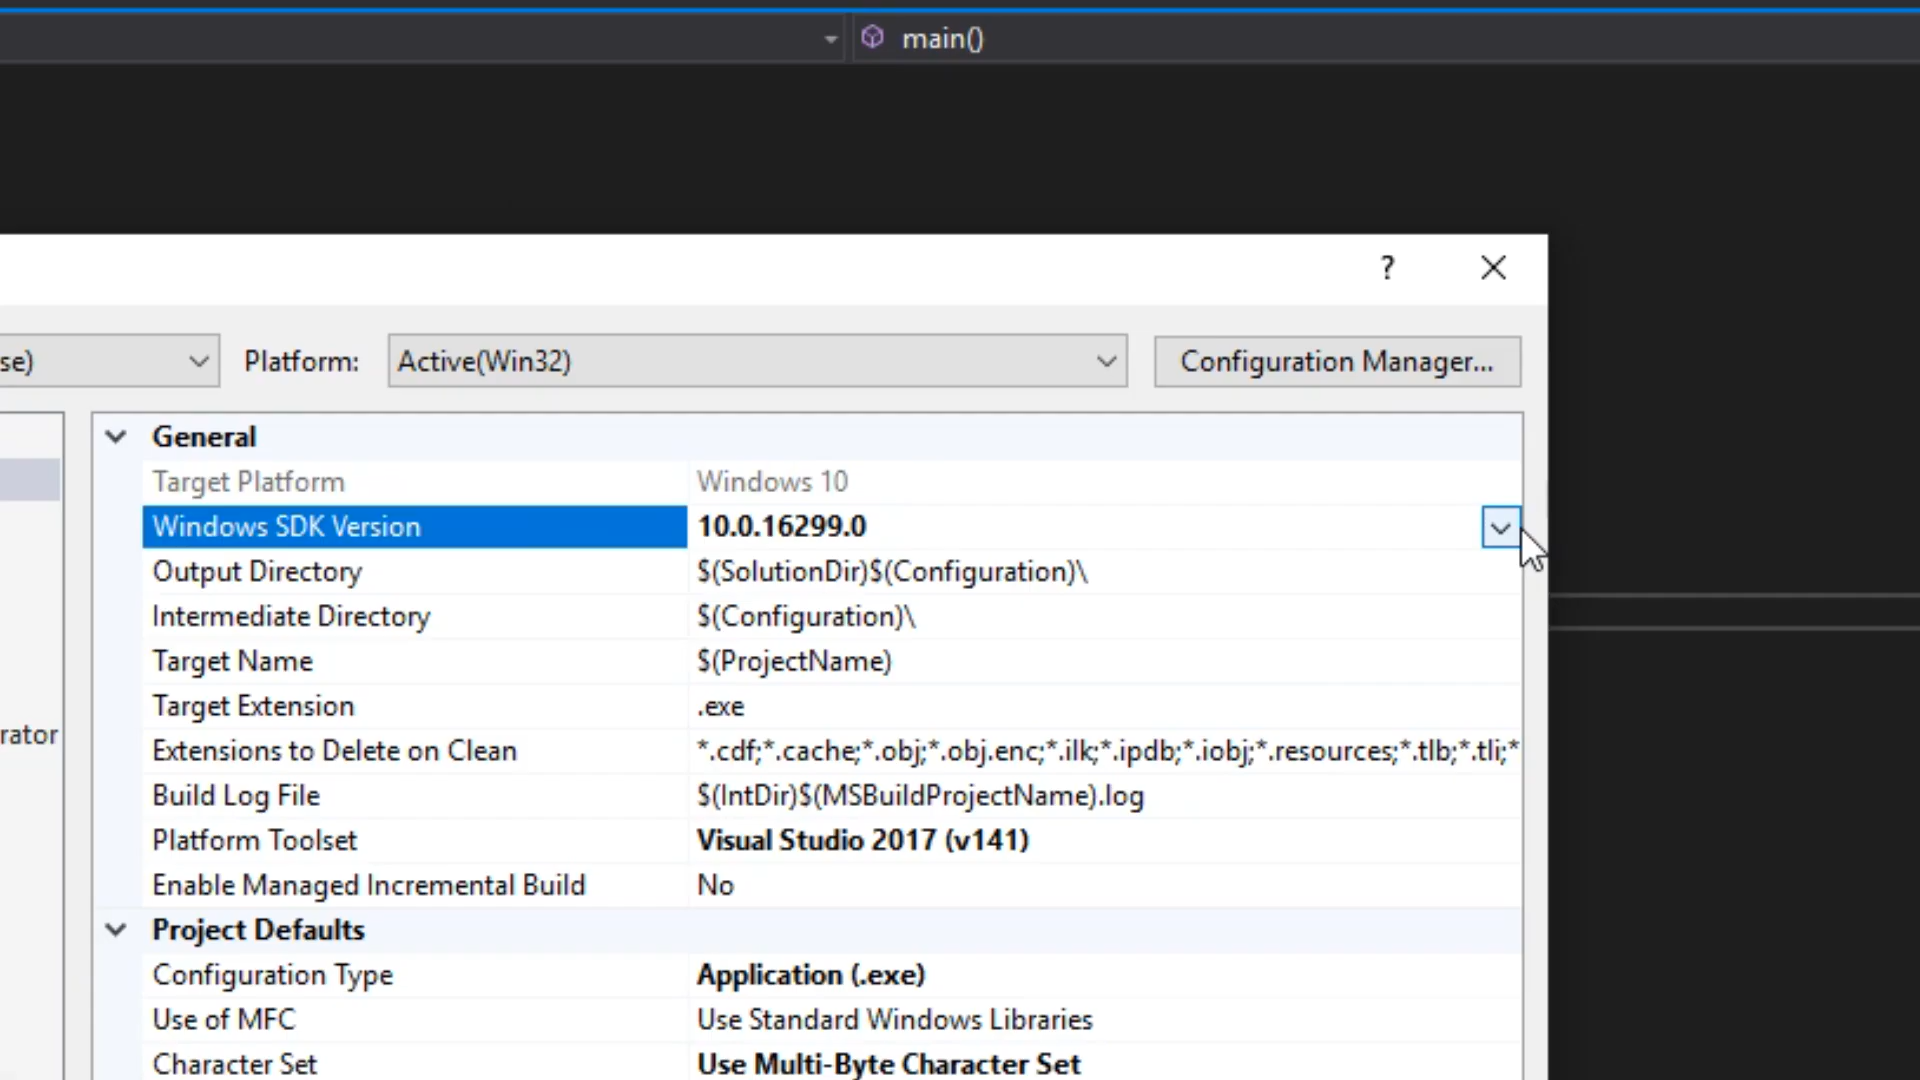 main()
?
se) Platform: Active(Win32) Configuration Manager...
General
Target Platform Windows 10
Windows SDK Version 10.0.16299.0
Output Directory $(SolutionDir)$(Configuration)\
Intermediate Directory $(Configuration)\
Target Name $(ProjectName)
Target Extension .exe
rator
Extensions to Delete on Clean *.cdf;*.cache;*.obj;*.obj.enc;*.ilk;*.ipdb;*.iobj;*.resources;*.tlb;*.tli;*
Build Log File $(IntDir)$(MSBuildProjectName).log
Platform Toolset Visual Studio 2017 (v141)
Enable Managed Incremental Build No
Project Defaults
Configuration Type Application (.exe)
Use of MFC Use Standard Windows Libraries
Character Set Use Multi-Byte Character Set